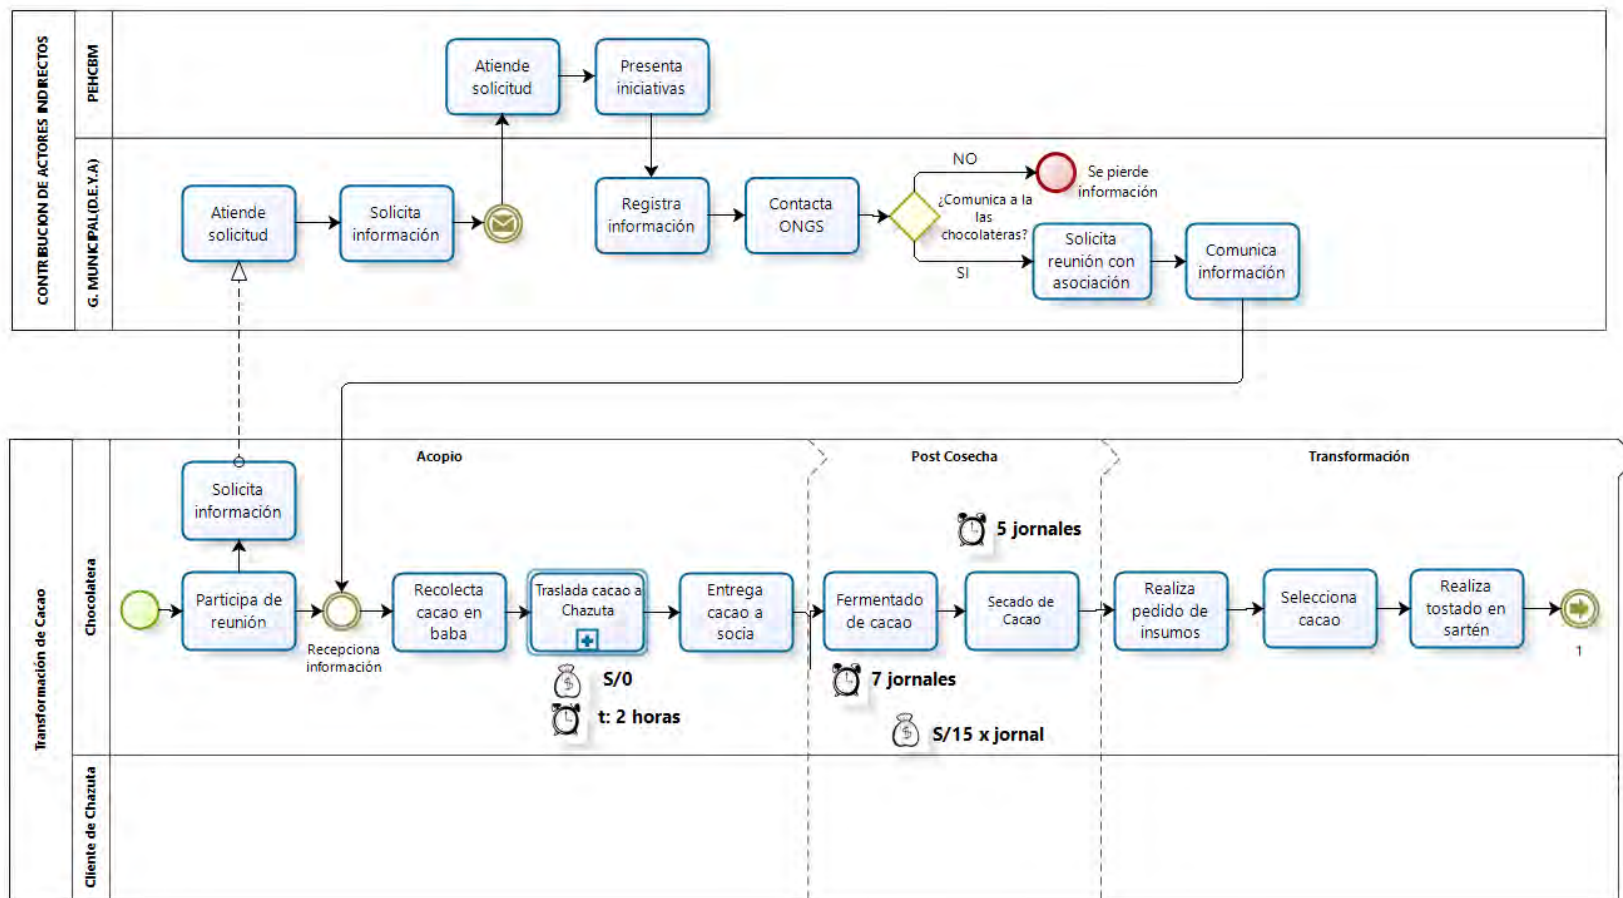 CONTRIBUCION DE ACTORES INDIRECTOS
PEHCBM
Atiende
solicitud
Presenta
iniciativas
G. MUNICIPAL(D.E.Y.A)
Atiende
solicitud
Solicita
información
Registra
información
Contacta
ONGS
¿Comunica a la
las
chocolateras?
NO
Se pierde
información
SI
Solicita
reunión con
asociación
Comunica
información
Transformación de Cacao
Chocolatera
Acopio
Post Cosecha
Transformación
Solicita
información
Participa de
reunión
Recepciona
información
Recolecta
cacao en
baba
Traslada cacao a
Chazuta
S/0
t: 2 horas
Entrega
cacao a
socia
5 jornales
Fermentado
de cacao
Secado de
Cacao
7 jornales
S/15 x jornal
Realiza
pedido de
insumos
Selecciona
cacao
Realiza
tostado en
sartén
1
Cliente de Chazuta